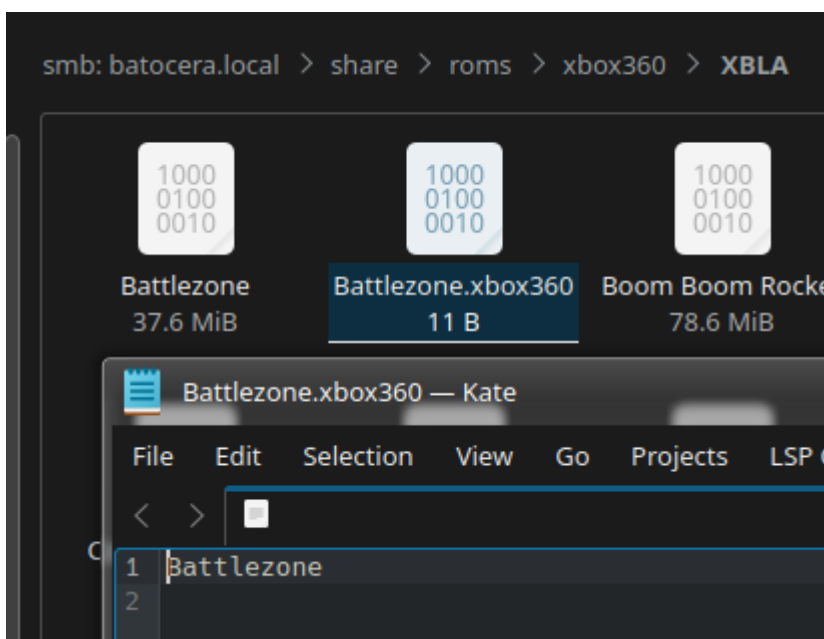 smb: batocera.local > share > roms > xbox360 > XBLA
1000 0100 0010
1000 0100 0010
1000 0100 0010
Battlezone
37.6 MiB
Battlezone.xbox360
11 B
Boom Boom Rocke
78.6 MiB
Battlezone.xbox360 — Kate
File Edit Selection View Go Projects LSP
C
1 Battlezone
2